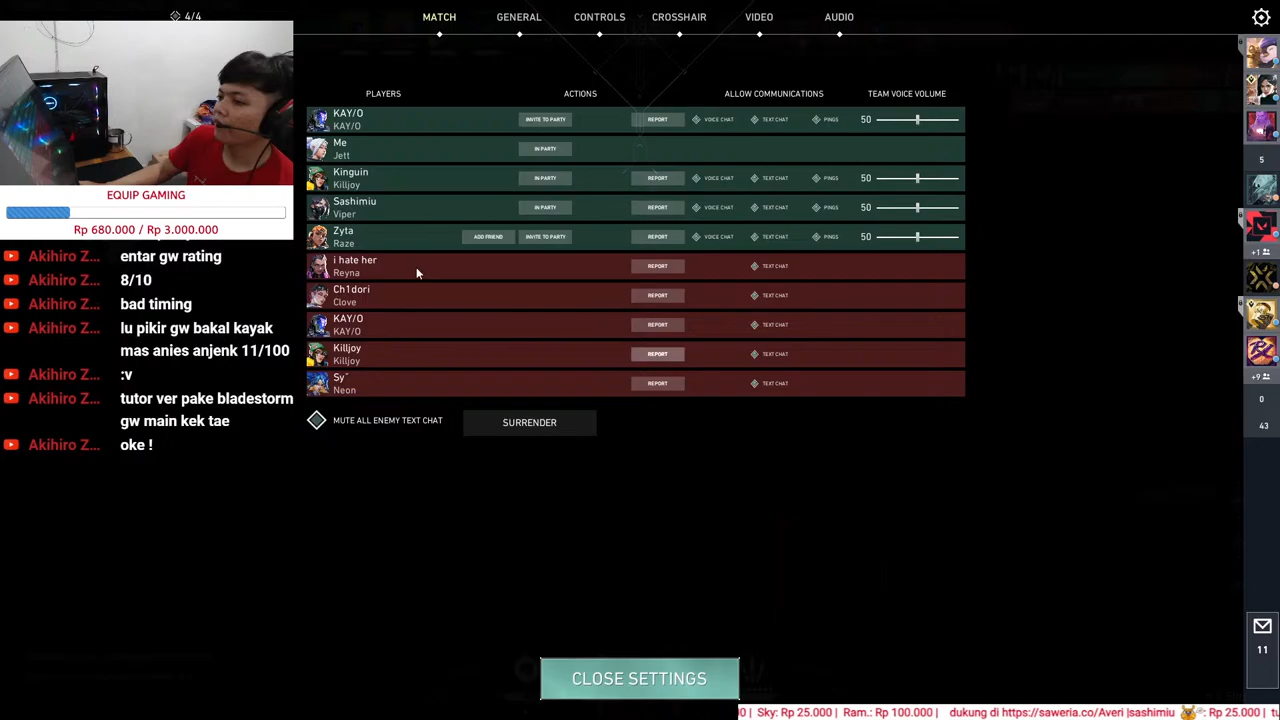 4/4
MATCH
GENERAL
CONTROLS
CROSSHAIR
VIDEO
AUDIO
PLAYERS
ACTIONS
ALLOW COMMUNICATIONS
TEAM VOICE VOLUME
KAY/O
KAY/O
INVITE TO PARTY
REPORT
VOICE CHAT
TEXT CHAT
PINGS
50
Me
Jett
IN PARTY
Kinguin
Killjoy
IN PARTY
REPORT
VOICE CHAT
TEXT CHAT
PINGS
50
Sashimiu
Viper
IN PARTY
REPORT
VOICE CHAT
TEXT CHAT
PINGS
50
Zyta
Raze
ADD FRIEND
INVITE TO PARTY
REPORT
VOICE CHAT
TEXT CHAT
PINGS
50
i hate her
Reyna
REPORT
TEXT CHAT
Ch1dori
Clove
REPORT
TEXT CHAT
KAY/O
KAY/O
REPORT
TEXT CHAT
Killjoy
Killjoy
REPORT
TEXT CHAT
Neon
REPORT
TEXT CHAT
MUTE ALL ENEMY TEXT CHAT
SURRENDER
CLOSE SETTINGS
EQUIP GAMING
Rp 680.000 / Rp 3.000.000
Akihiro Z... entar gw rating
Akihiro Z... 8/10
Akihiro Z... bad timing
Akihiro Z... lu pikir gw bakal kayak
mas anies anjenk 11/100
Akihiro Z... :v
Akihiro Z... tutor ver pake bladestorm
gw main kek tae
Akihiro Z... oke !
5
+1
+9
0
43
11
| Sky: Rp 25.000 | Ram.: Rp 100.000 | dukung di https://saweria.co/Averi |sashimiu : Rp 25.000 |